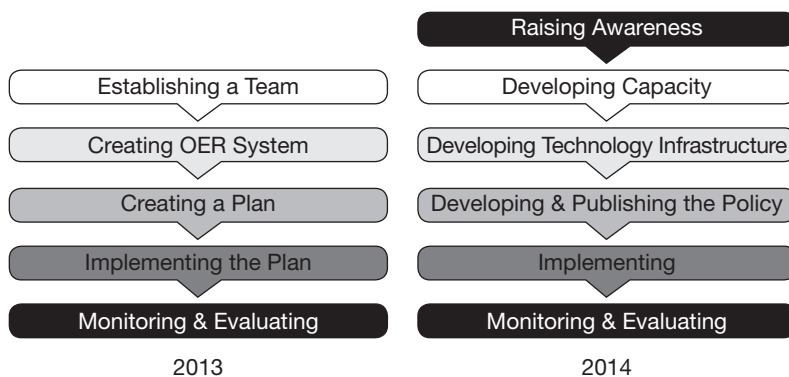 Establishing a Team
Creating OER System
Creating a Plan
Implementing the Plan
Monitoring & Evaluating
2013
Raising Awareness
Developing Capacity
Developing Technology Infrastructure
Developing & Publishing the Policy
Implementing
Monitoring & Evaluating
2014